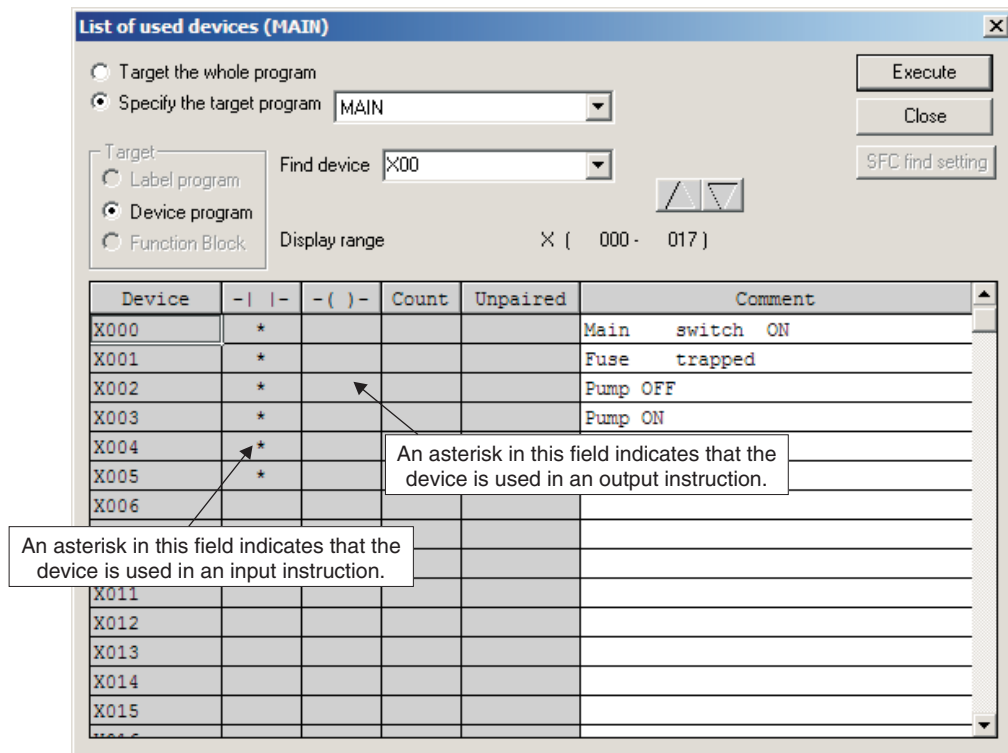 List of used devices (MAIN)
Target the whole program
Execute
Specify the target program MAIN
Close
Target
Find device X00
SFC find setting
Label program
Device program
Function Block
Display range X ( 000 - 017 )
Device -| |- -( )- Count Unpaired Comment
X000 * Main switch ON
X001 * Fuse trapped
X002 * Pump OFF
X003 * Pump ON
X004 *
An asterisk in this field indicates that the
device is used in an output instruction.
X005 *
X006
An asterisk in this field indicates that the
device is used in an input instruction.
X011
X012
X013
X014
X015